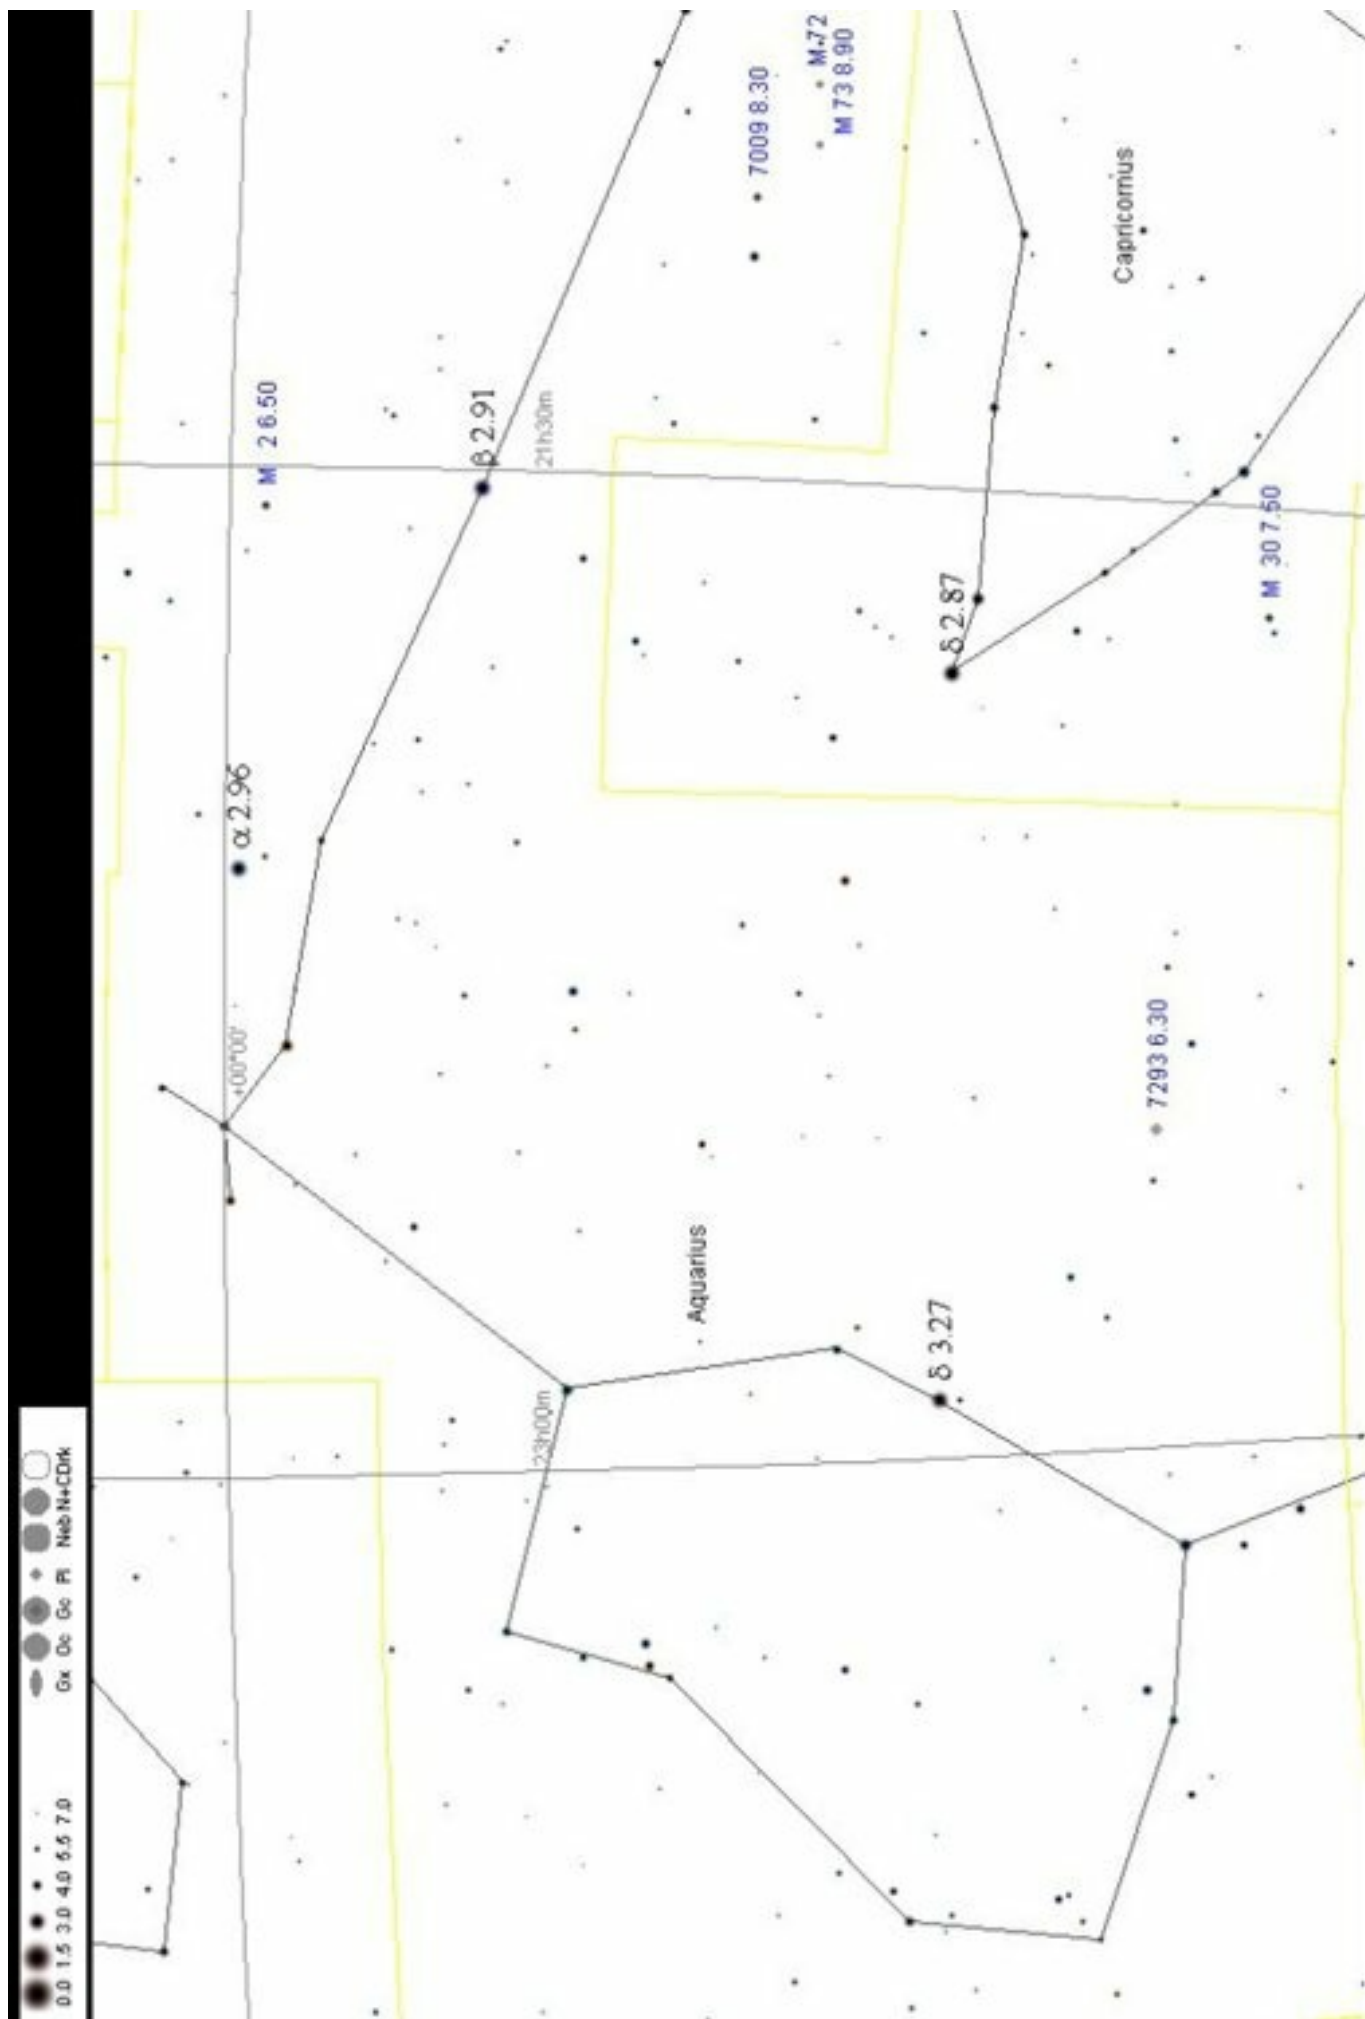 M 72
M 73 8.90
7009 8.30
Capricornus
M 2 6.50
β 2.91
21h30m
M 30 7.50
δ 2.87
α 2.96
+00°00'
7293 6.30
Aquarius
δ 3.27
23h00m
Gx Oc Gc Pl Neb N+C Drk
0.0 1.5 3.0 4.0 5.5 7.0